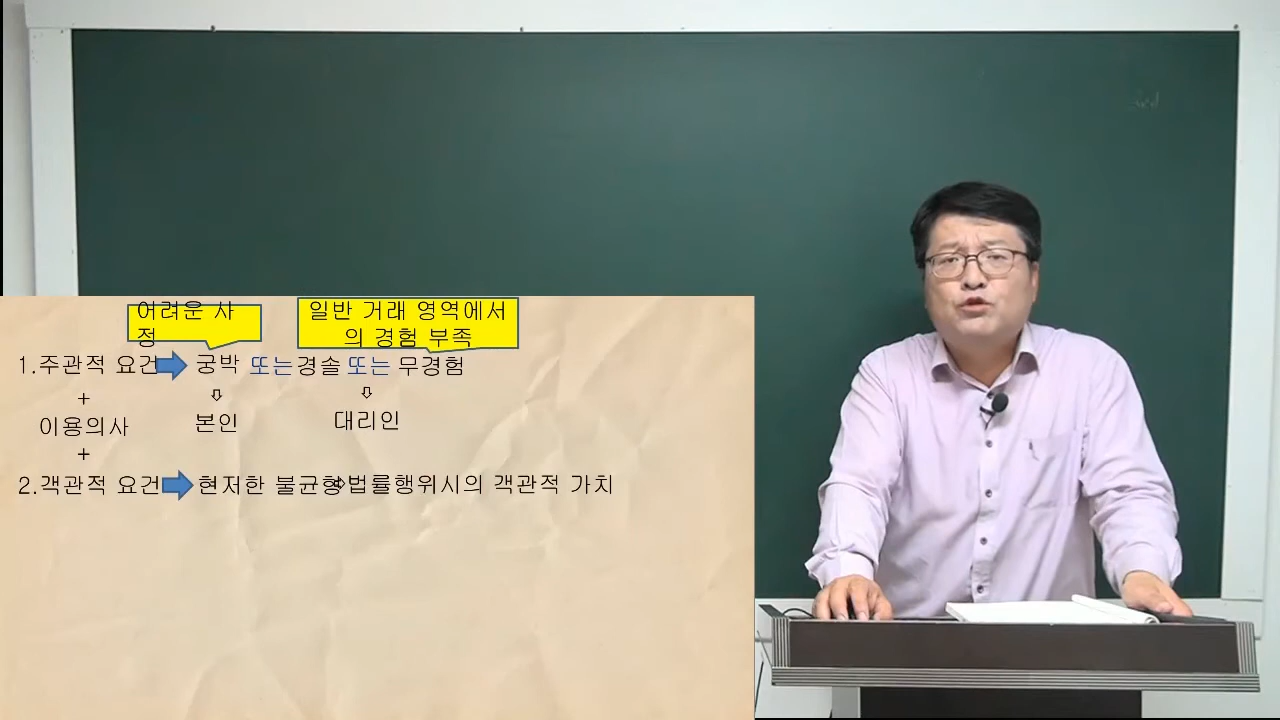 어려운 사
정
일반 거래 영역에서
의 경험 부족
1.주관적 요건 궁박 또는 경솔 또는 무경험
+
이용의사
본인
대리인
+
2.객관적 요건 현저한 불균형 법률행위시의 객관적 가치